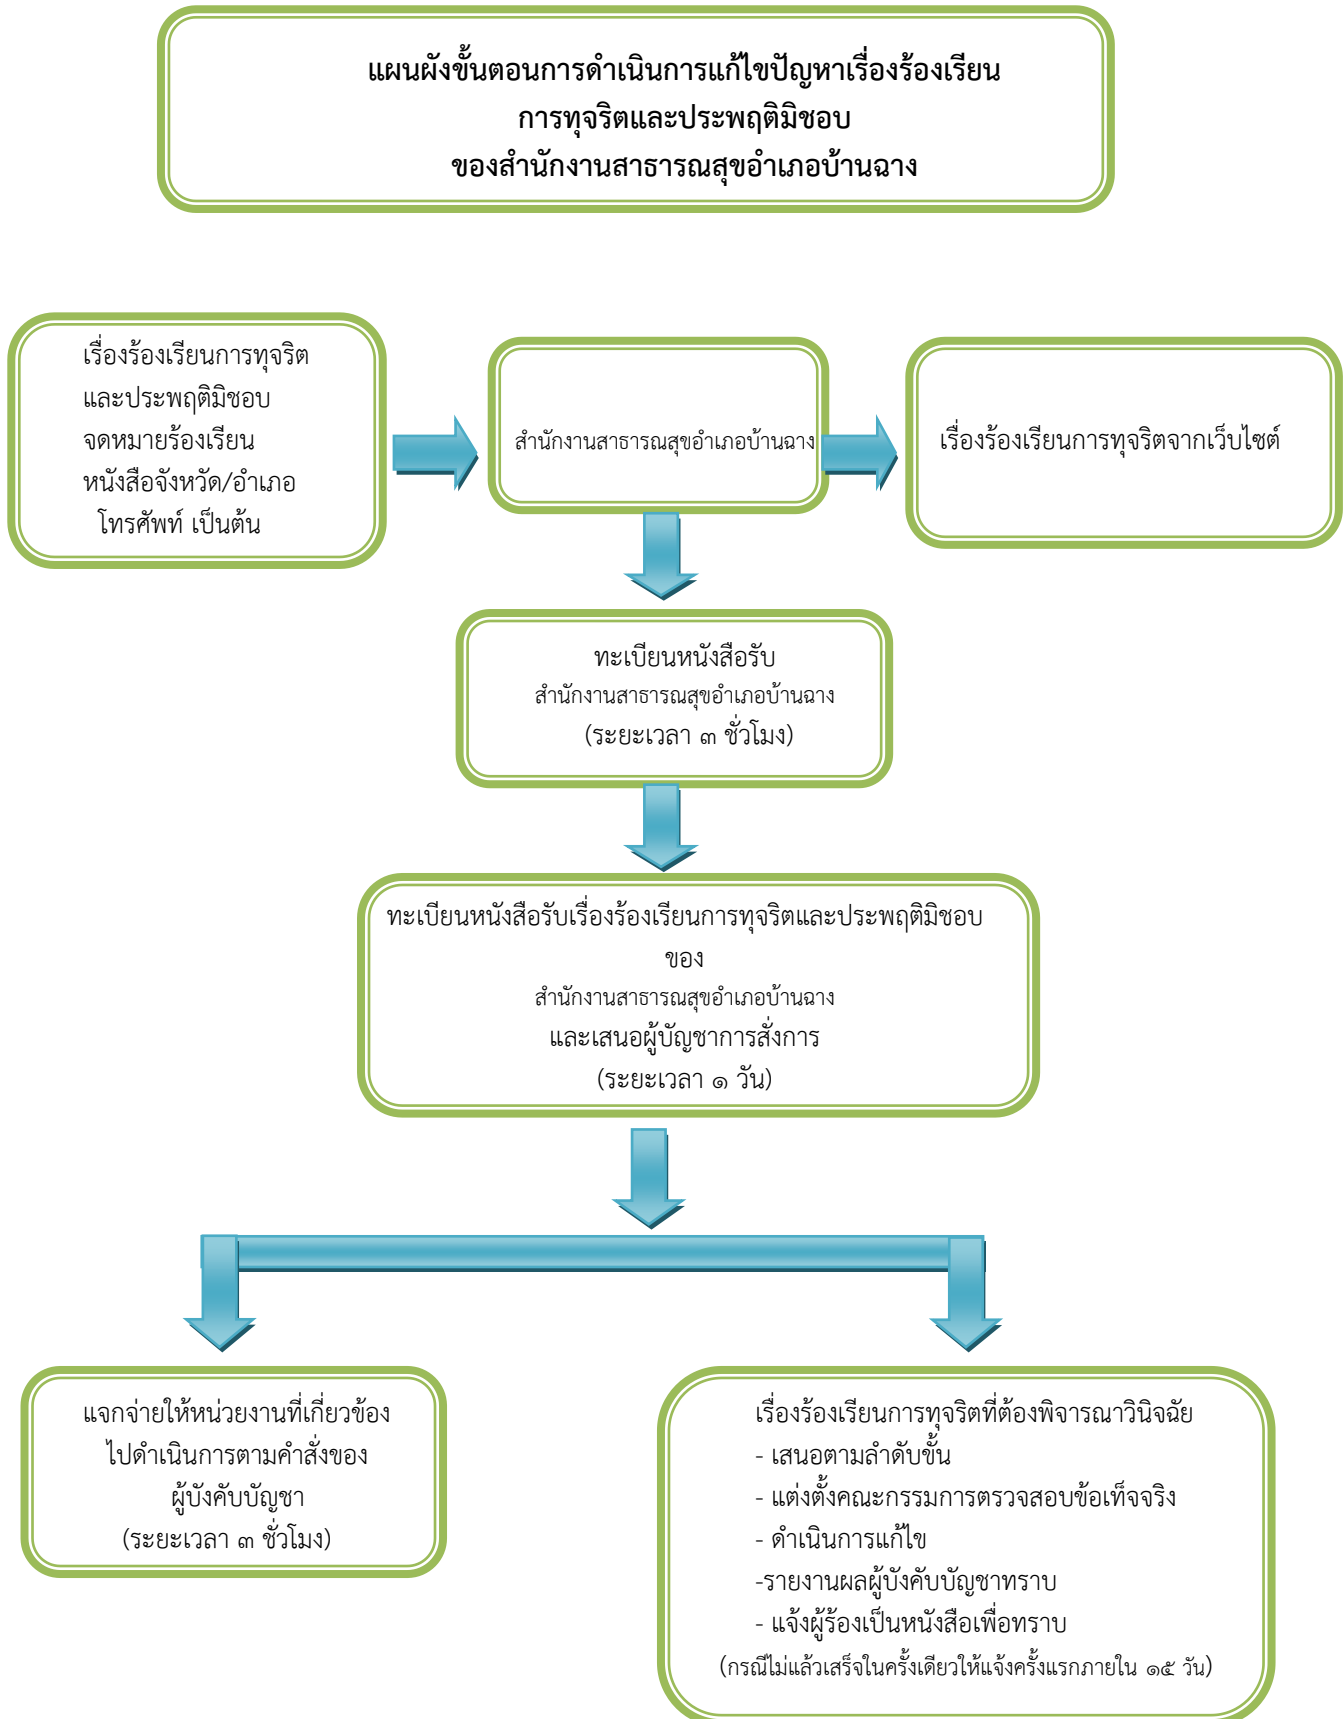 แผนผังขั้นตอนการดำเนินการแก้ไขปัญหาเรื่องร้องเรียน
การทุจริตและประพฤติมิชอบ
ของสำนักงานสาธารณสุขอำเภอบ้านฉาง
เรื่องร้องเรียนการทุจริต
และประพฤติมิชอบ
จดหมายร้องเรียน
หนังสือจังหวัด/อำเภอ
โทรศัพท์ เป็นต้น
สำนักงานสาธารณสุขอำเภอบ้านฉาง
เรื่องร้องเรียนการทุจริตจากเว็บไซต์
ทะเบียนหนังสือรับ
สำนักงานสาธารณสุขอำเภอบ้านฉาง
(ระยะเวลา ๓ ชั่วโมง)
ทะเบียนหนังสือรับเรื่องร้องเรียนการทุจริตและประพฤติมิชอบ
ของ
สำนักงานสาธารณสุขอำเภอบ้านฉาง
และเสนอผู้บัญชาการสั่งการ
(ระยะเวลา ๑ วัน)
แจกจ่ายให้หน่วยงานที่เกี่ยวข้อง
ไปดำเนินการตามคำสั่งของ
ผู้บังคับบัญชา
(ระยะเวลา ๓ ชั่วโมง)
เรื่องร้องเรียนการทุจริตที่ต้องพิจารณาวินิจฉัย
- เสนอตามลำดับขั้น
- แต่งตั้งคณะกรรมการตรวจสอบข้อเท็จจริง
- ดำเนินการแก้ไข
-รายงานผลผู้บังคับบัญชาทราบ
- แจ้งผู้ร้องเป็นหนังสือเพื่อทราบ
(กรณีไม่แล้วเสร็จในครั้งเดียวให้แจ้งครั้งแรกภายใน ๑๕ วัน)